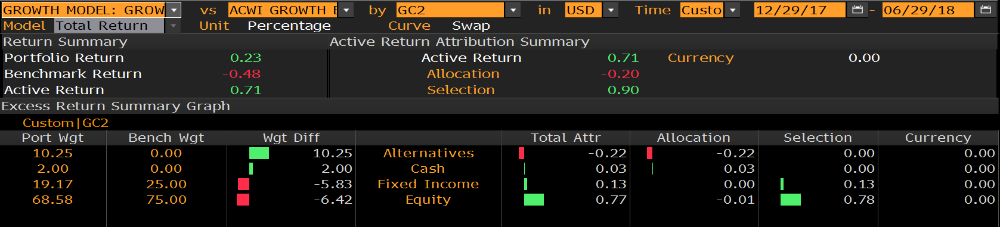 GROWTH MODEL: GROW vs ACWI GROWTH by GC2 in USD Time Custo 12/29/17 - 06/29/18
Model Total Return Unit Percentage Curve Swap
Return Summary Active Return Attribution Summary
Portfolio Return 0.23 Active Return 0.71 Currency 0.00
Benchmark Return -0.48 Allocation -0.20
Active Return 0.71 Selection 0.90
Excess Return Summary Graph
Custom|GC2
Port Wgt Bench Wgt Wgt Diff Total Attr Allocation Selection Currency
10.25 0.00 10.25 Alternatives -0.22 -0.22 0.00 0.00
2.00 0.00 2.00 Cash 0.03 0.03 0.00 0.00
19.17 25.00 -5.83 Fixed Income 0.13 0.00 0.13 0.00
68.58 75.00 -6.42 Equity 0.77 -0.01 0.78 0.00